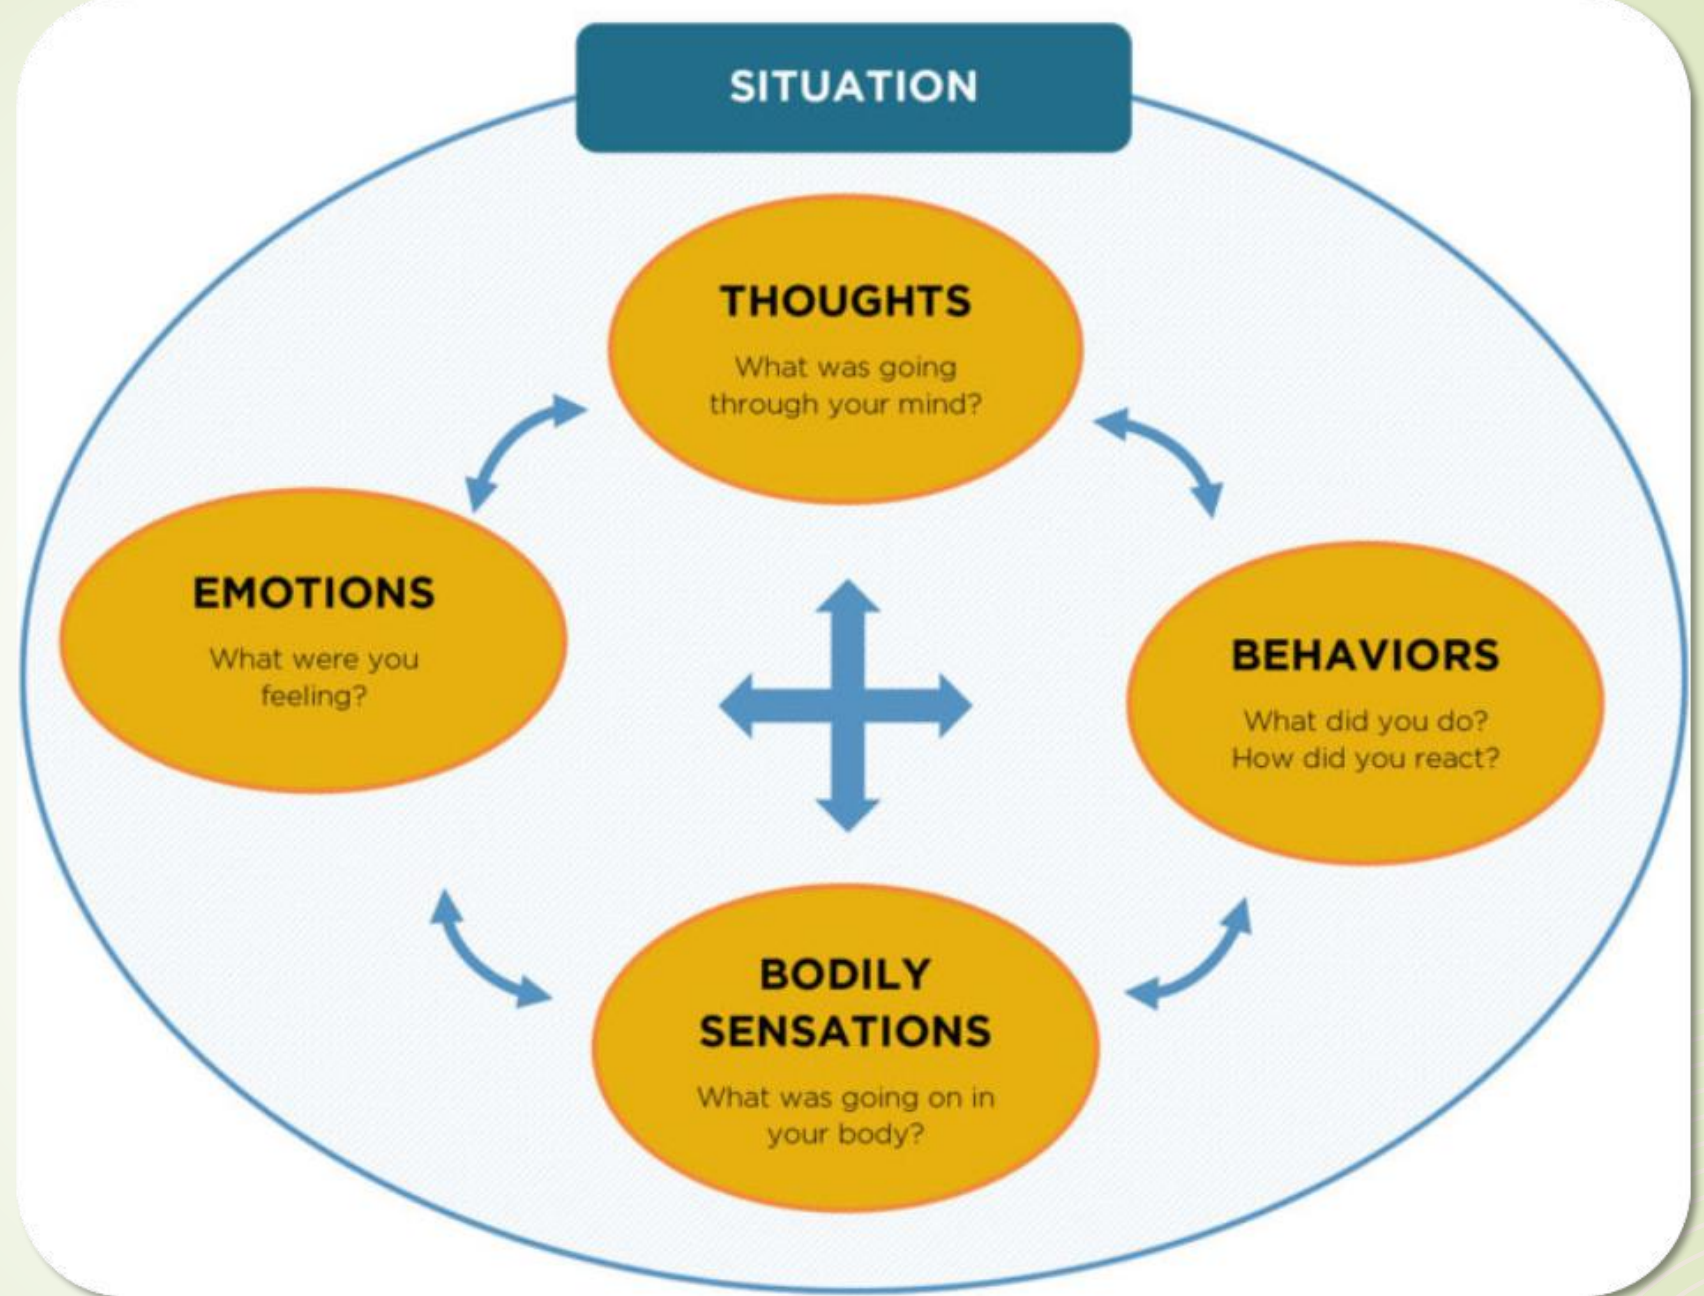 SITUATION
THOUGHTS
What was going
through your mind?
EMOTIONS
What were you
feeling?
BEHAVIORS
What did you do?
How did you react?
BODILY
SENSATIONS
What was going on in
your body?